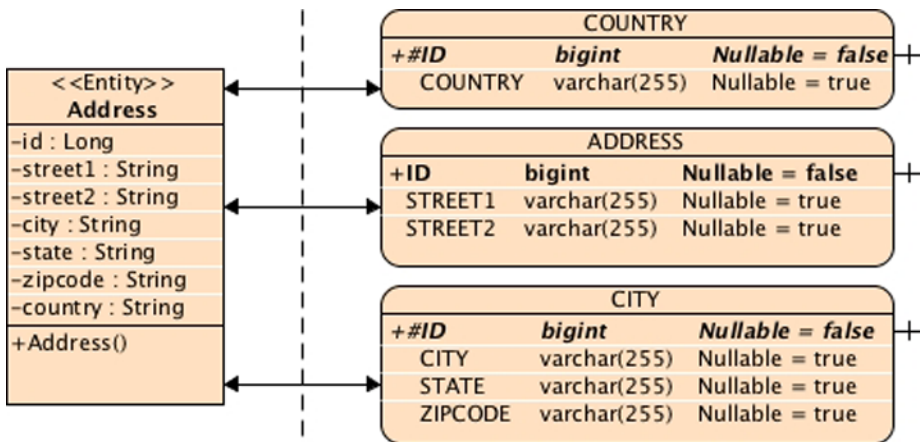 <<Entity>>
Address
-id : Long
-street1 : String
-street2 : String
-city : String
-state : String
-zipcode : String
-country : String
+Address()
COUNTRY
+#ID bigint Nullable = false
COUNTRY varchar(255) Nullable = true
ADDRESS
+ID bigint Nullable = false
STREET1 varchar(255) Nullable = true
STREET2 varchar(255) Nullable = true
CITY
+#ID bigint Nullable = false
CITY varchar(255) Nullable = true
STATE varchar(255) Nullable = true
ZIPCODE varchar(255) Nullable = true